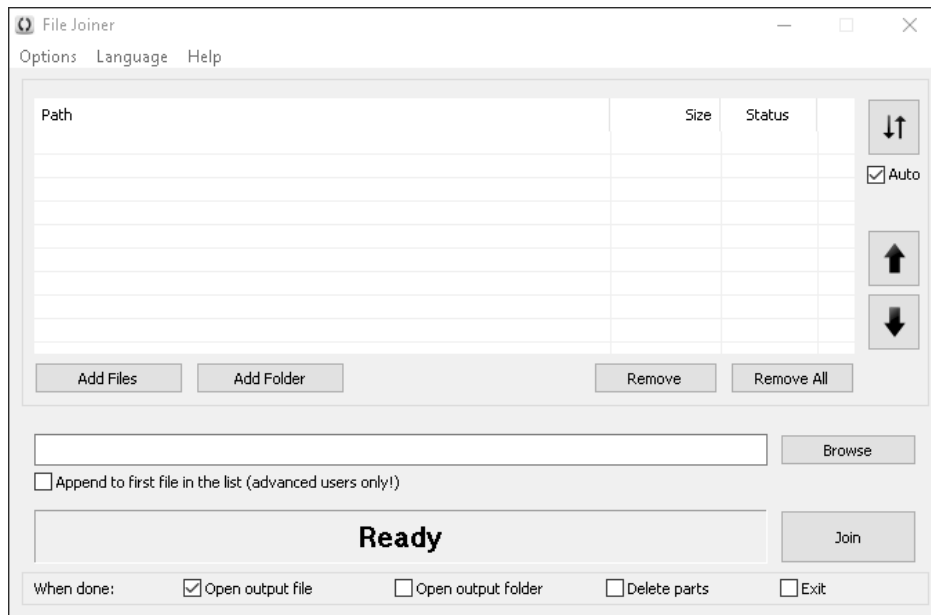 File Joiner
Options Language Help
Path Size Status
Auto
Add Files Add Folder Remove Remove All
Browse
Append to first file in the list (advanced users only!)
Ready Join
When done: Open output file Open output folder Delete parts Exit